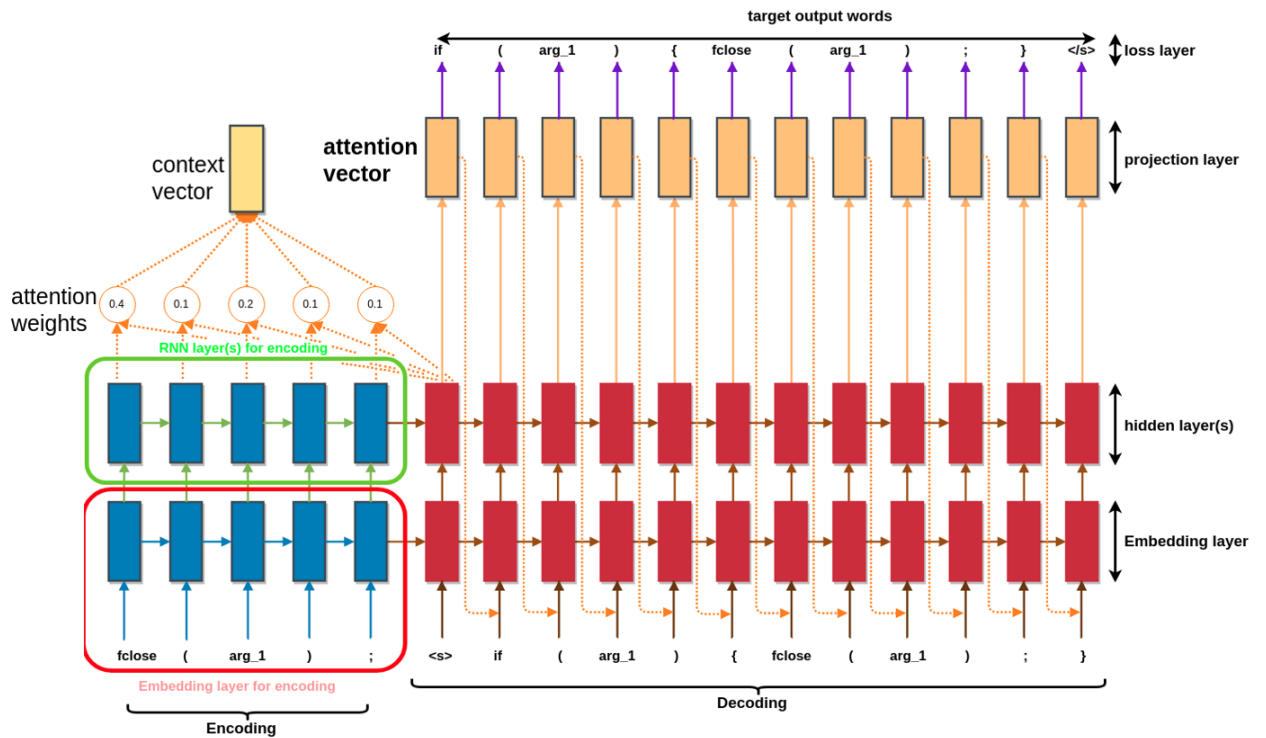 target output words
if ( arg_1 ) { fclose ( arg_1 ) ; } </s>
loss layer
context
vector
attention
vector
projection layer
attention
weights
0.4 0.1 0.2 0.1 0.1
RNN layer(s) for encoding
hidden layer(s)
Embedding layer
fclose ( arg_1 ) ;
<s> if ( arg_1 ) { fclose ( arg_1 ) ; }
Embedding layer for encoding
Encoding
Decoding